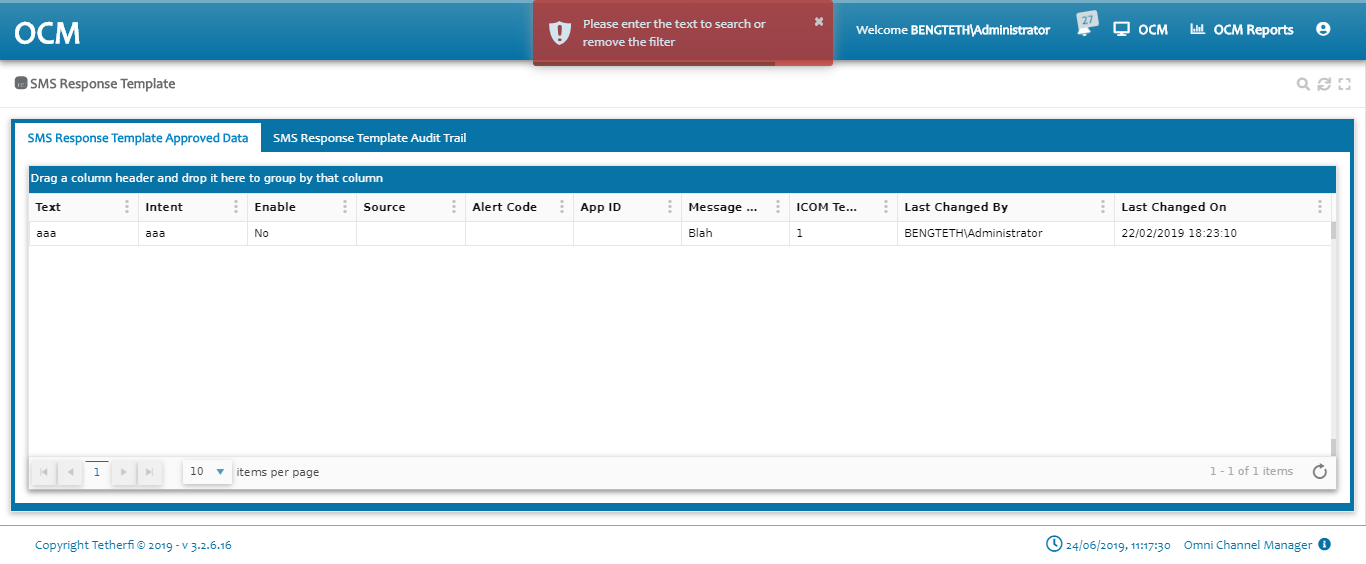 OCM
Please enter the text to search or
remove the filter
Welcome BENGTETH\Administrator
27
OCM
OCM Reports
SMS Response Template
SMS Response Template Approved Data
SMS Response Template Audit Trail
Drag a column header and drop it here to group by that column
Text Intent Enable Source Alert Code App ID Message ... ICOM Te... Last Changed By Last Changed On
aaa aaa No Blah 1 BENGTETH\Administrator 22/02/2019 18:23:10
1 10 items per page 1 - 1 of 1 items
Copyright Tetherfi © 2019 - v 3.2.6.16
24/06/2019, 11:17:30 Omni Channel Manager